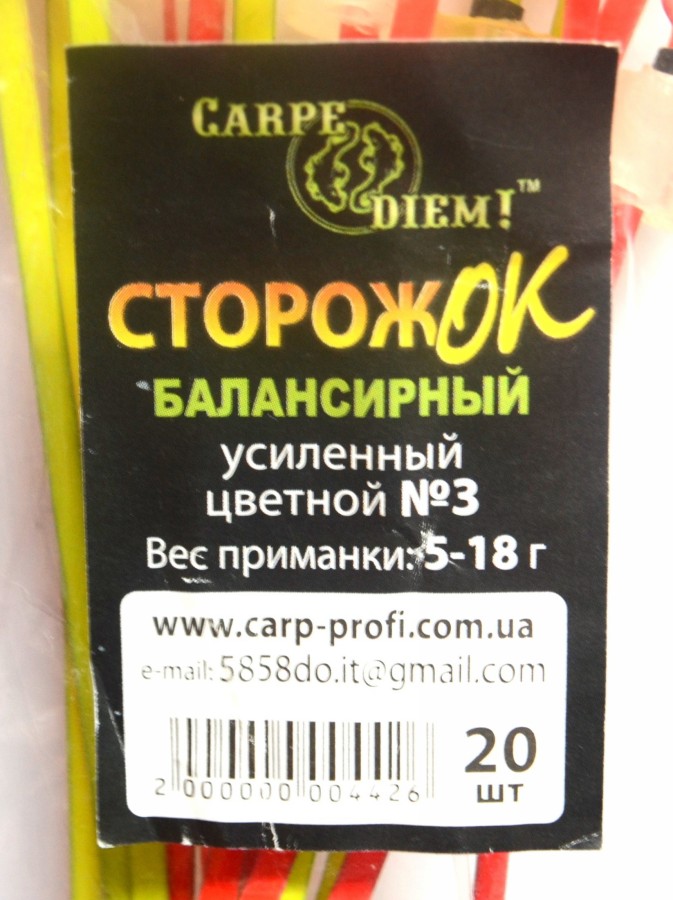 CARPE
DIEM! ™
СТОРОЖОК
БАЛАНСИРНЫЙ
усиленный
цветной №3
Вес приманки: 5-18 г
www.carp-profi.com.ua
e-mail: 5858do.it@gmail.com
20
шт
2 000000 004426